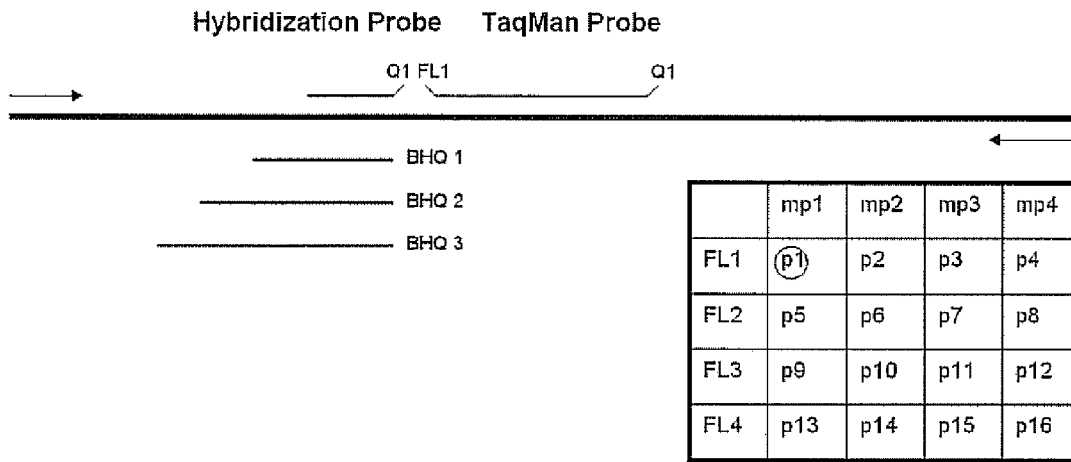 Hybridization Probe TaqMan Probe
Q1 FL1 Q1
BHQ 1
BHQ 2
BHQ 3
mp1 mp2 mp3 mp4
FL1 p1 p2 p3 p4
FL2 p5 p6 p7 p8
FL3 p9 p10 p11 p12
FL4 p13 p14 p15 p16